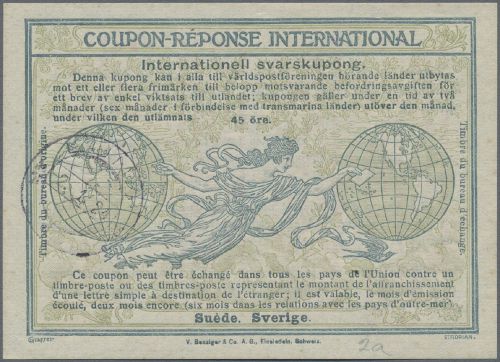 COUPON-RÉPONSE INTERNATIONAL
Internationell svarskupong.
Denna kupong kan i alla till världspostföreningen hörande länder utbytas
mot ett eller flera frimärken till belopp motsvarande befordringsavgiften för
ett brev av enkel viktsats till utlandet; kupongen gäller under en tid av två
månader (sex månader i förbindelse med transmarina länder) utöver den månad,
under vilken den utlämnats
45 öre.
Timbre du bureau d'origine.
Timbre du bureau d'échange.
Ce coupon peut être échangé dans tous les pays de l'Union contre un
timbre-poste ou des timbres-poste représentant le montant de l'affranchissement
d'une lettre simple à destination de l'étranger; il est valable, le mois d'émission
écoulé, deux mois encore (six mois dans les relations avec les pays d'outre-mer).
Suède. Sverige.
V. Benziger & Co. A. G., Einsiedeln. Schweiz.
2a